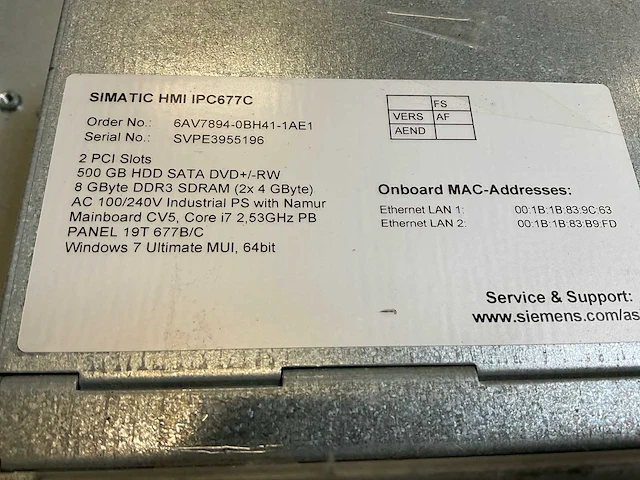 SIMATIC HMI IPC677C
Order No.: 6AV7894-0BH41-1AE1
Serial No.: SVPE3955196
2 PCI Slots
500 GB HDD SATA DVD+/-RW
8 GByte DDR3 SDRAM (2x 4 GByte)
AC 100/240V Industrial PS with Namur
Mainboard CV5, Core i7 2,53GHz PB
PANEL 19T 677B/C
Windows 7 Ultimate MUI, 64bit
FS
VERS AF
AEND
Onboard MAC-Addresses:
Ethernet LAN 1: 00:1B:1B:83:9C:63
Ethernet LAN 2: 00:1B:1B:83:B9:FD
Service & Support:
www.siemens.com/as